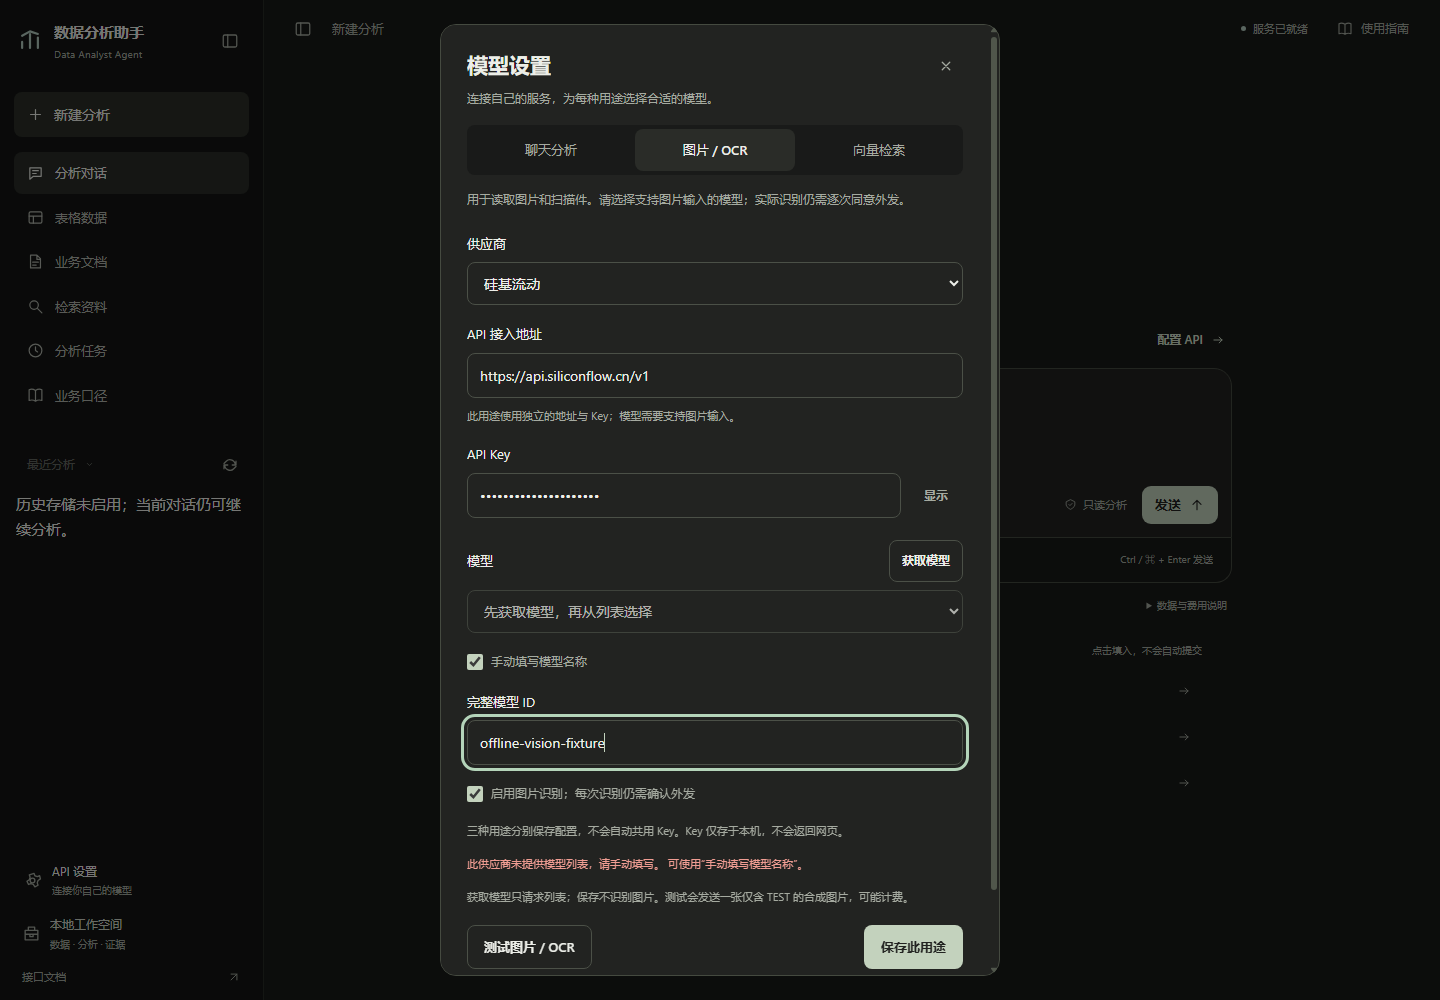 数据分析助手
Data Analyst Agent
新建分析
分析对话
表格数据
业务文档
检索资料
分析任务
业务口径
最近分析
历史存储未启用；当前对话仍可继续分析。
API 设置
连接你自己的模型
本地工作空间
数据 · 分析 · 证据
接口文档
新建分析
服务已就绪
使用指南
模型设置
连接自己的服务，为每种用途选择合适的模型。
聊天分析
图片 / OCR
向量检索
用于读取图片和扫描件。请选择支持图片输入的模型；实际识别仍需逐次同意外发。
供应商
硅基流动
API 接入地址
https://api.siliconflow.cn/v1
此用途使用独立的地址与 Key；模型需要支持图片输入。
API Key
•••••••••••••••••••••
显示
模型
获取模型
先获取模型，再从列表选择
手动填写模型名称
完整模型 ID
offline-vision-fixture
启用图片识别；每次识别仍需确认外发
三种用途分别保存配置，不会自动共用 Key。Key 仅存于本机，不会返回网页。
此供应商未提供模型列表，请手动填写。 可使用“手动填写模型名称”。
获取模型只请求列表；保存不识别图片。测试会发送一张仅含 TEST 的合成图片，可能计费。
测试图片 / OCR
保存此用途
配置 API →
只读分析
发送 ↑
Ctrl / ⌘ + Enter 发送
数据与费用说明
点击填入，不会自动提交